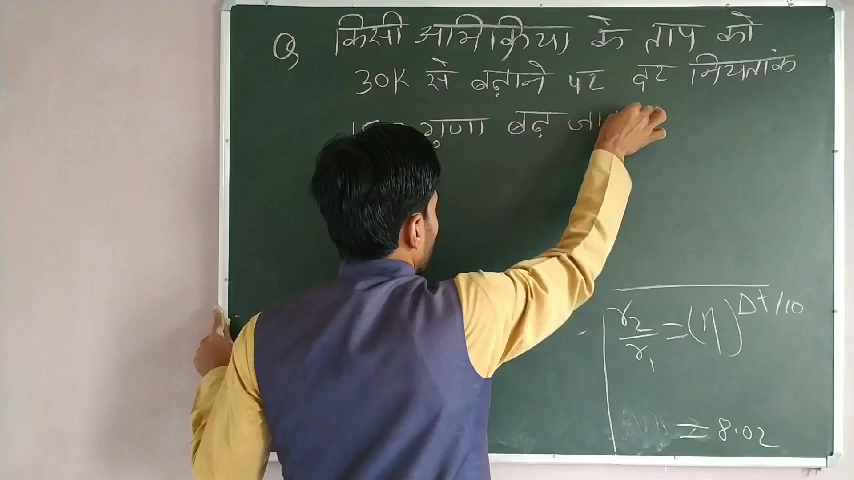 Q किसी अभिक्रिया के ताप को
30K से बढ़ाने पर दर नियतांक
गुणा बढ़
r2/r1 = (η)^Δt/10
= 8.02